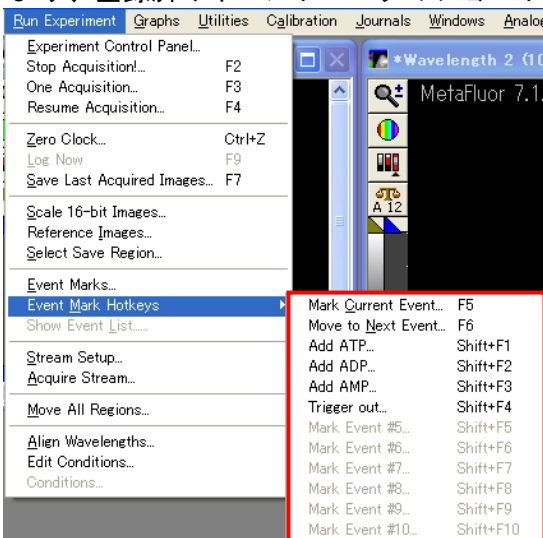 Run Experiment Graphs Utilities Calibration Journals Windows
Experiment Control Panel...
Stop Acquisition!... F2
One Acquisition... F3
Resume Acquisition... F4
Zero Clock... Ctrl+Z
Log Now F9
Save Last Acquired Images... F7
Scale 16-bit Images...
Reference Images...
Select Save Region...
Event Marks...
Event Mark Hotkeys
Show Event List.....
Stream Setup...
Acquire Stream...
Move All Regions...
Align Wavelengths...
Edit Conditions...
Conditions...
*Wavelength 2 (10
MetaFluor 7.1.
A 12
Mark Current Event... F5
Move to Next Event... F6
Add ATP... Shift+F1
Add ADP... Shift+F2
Add AMP... Shift+F3
Trigger out... Shift+F4
Mark Event #5... Shift+F5
Mark Event #6... Shift+F6
Mark Event #7... Shift+F7
Mark Event #8... Shift+F8
Mark Event #9... Shift+F9
Mark Event #10... Shift+F10